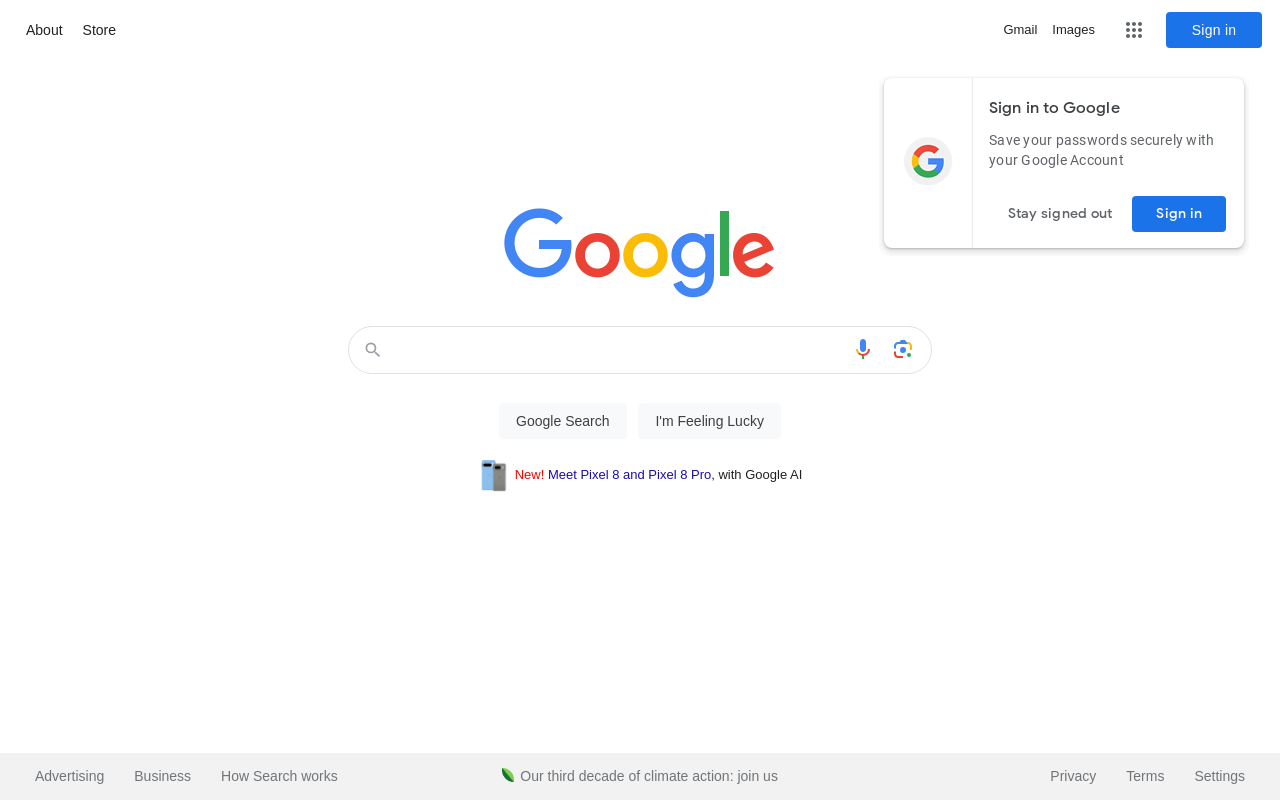 About Store
Gmail Images
Sign in
Sign in to Google
Save your passwords securely with
your Google Account
Stay signed out
Sign in
Google
Google Search
I'm Feeling Lucky
New! Meet Pixel 8 and Pixel 8 Pro, with Google AI
Advertising Business How Search works
Our third decade of climate action: join us
Privacy Terms Settings